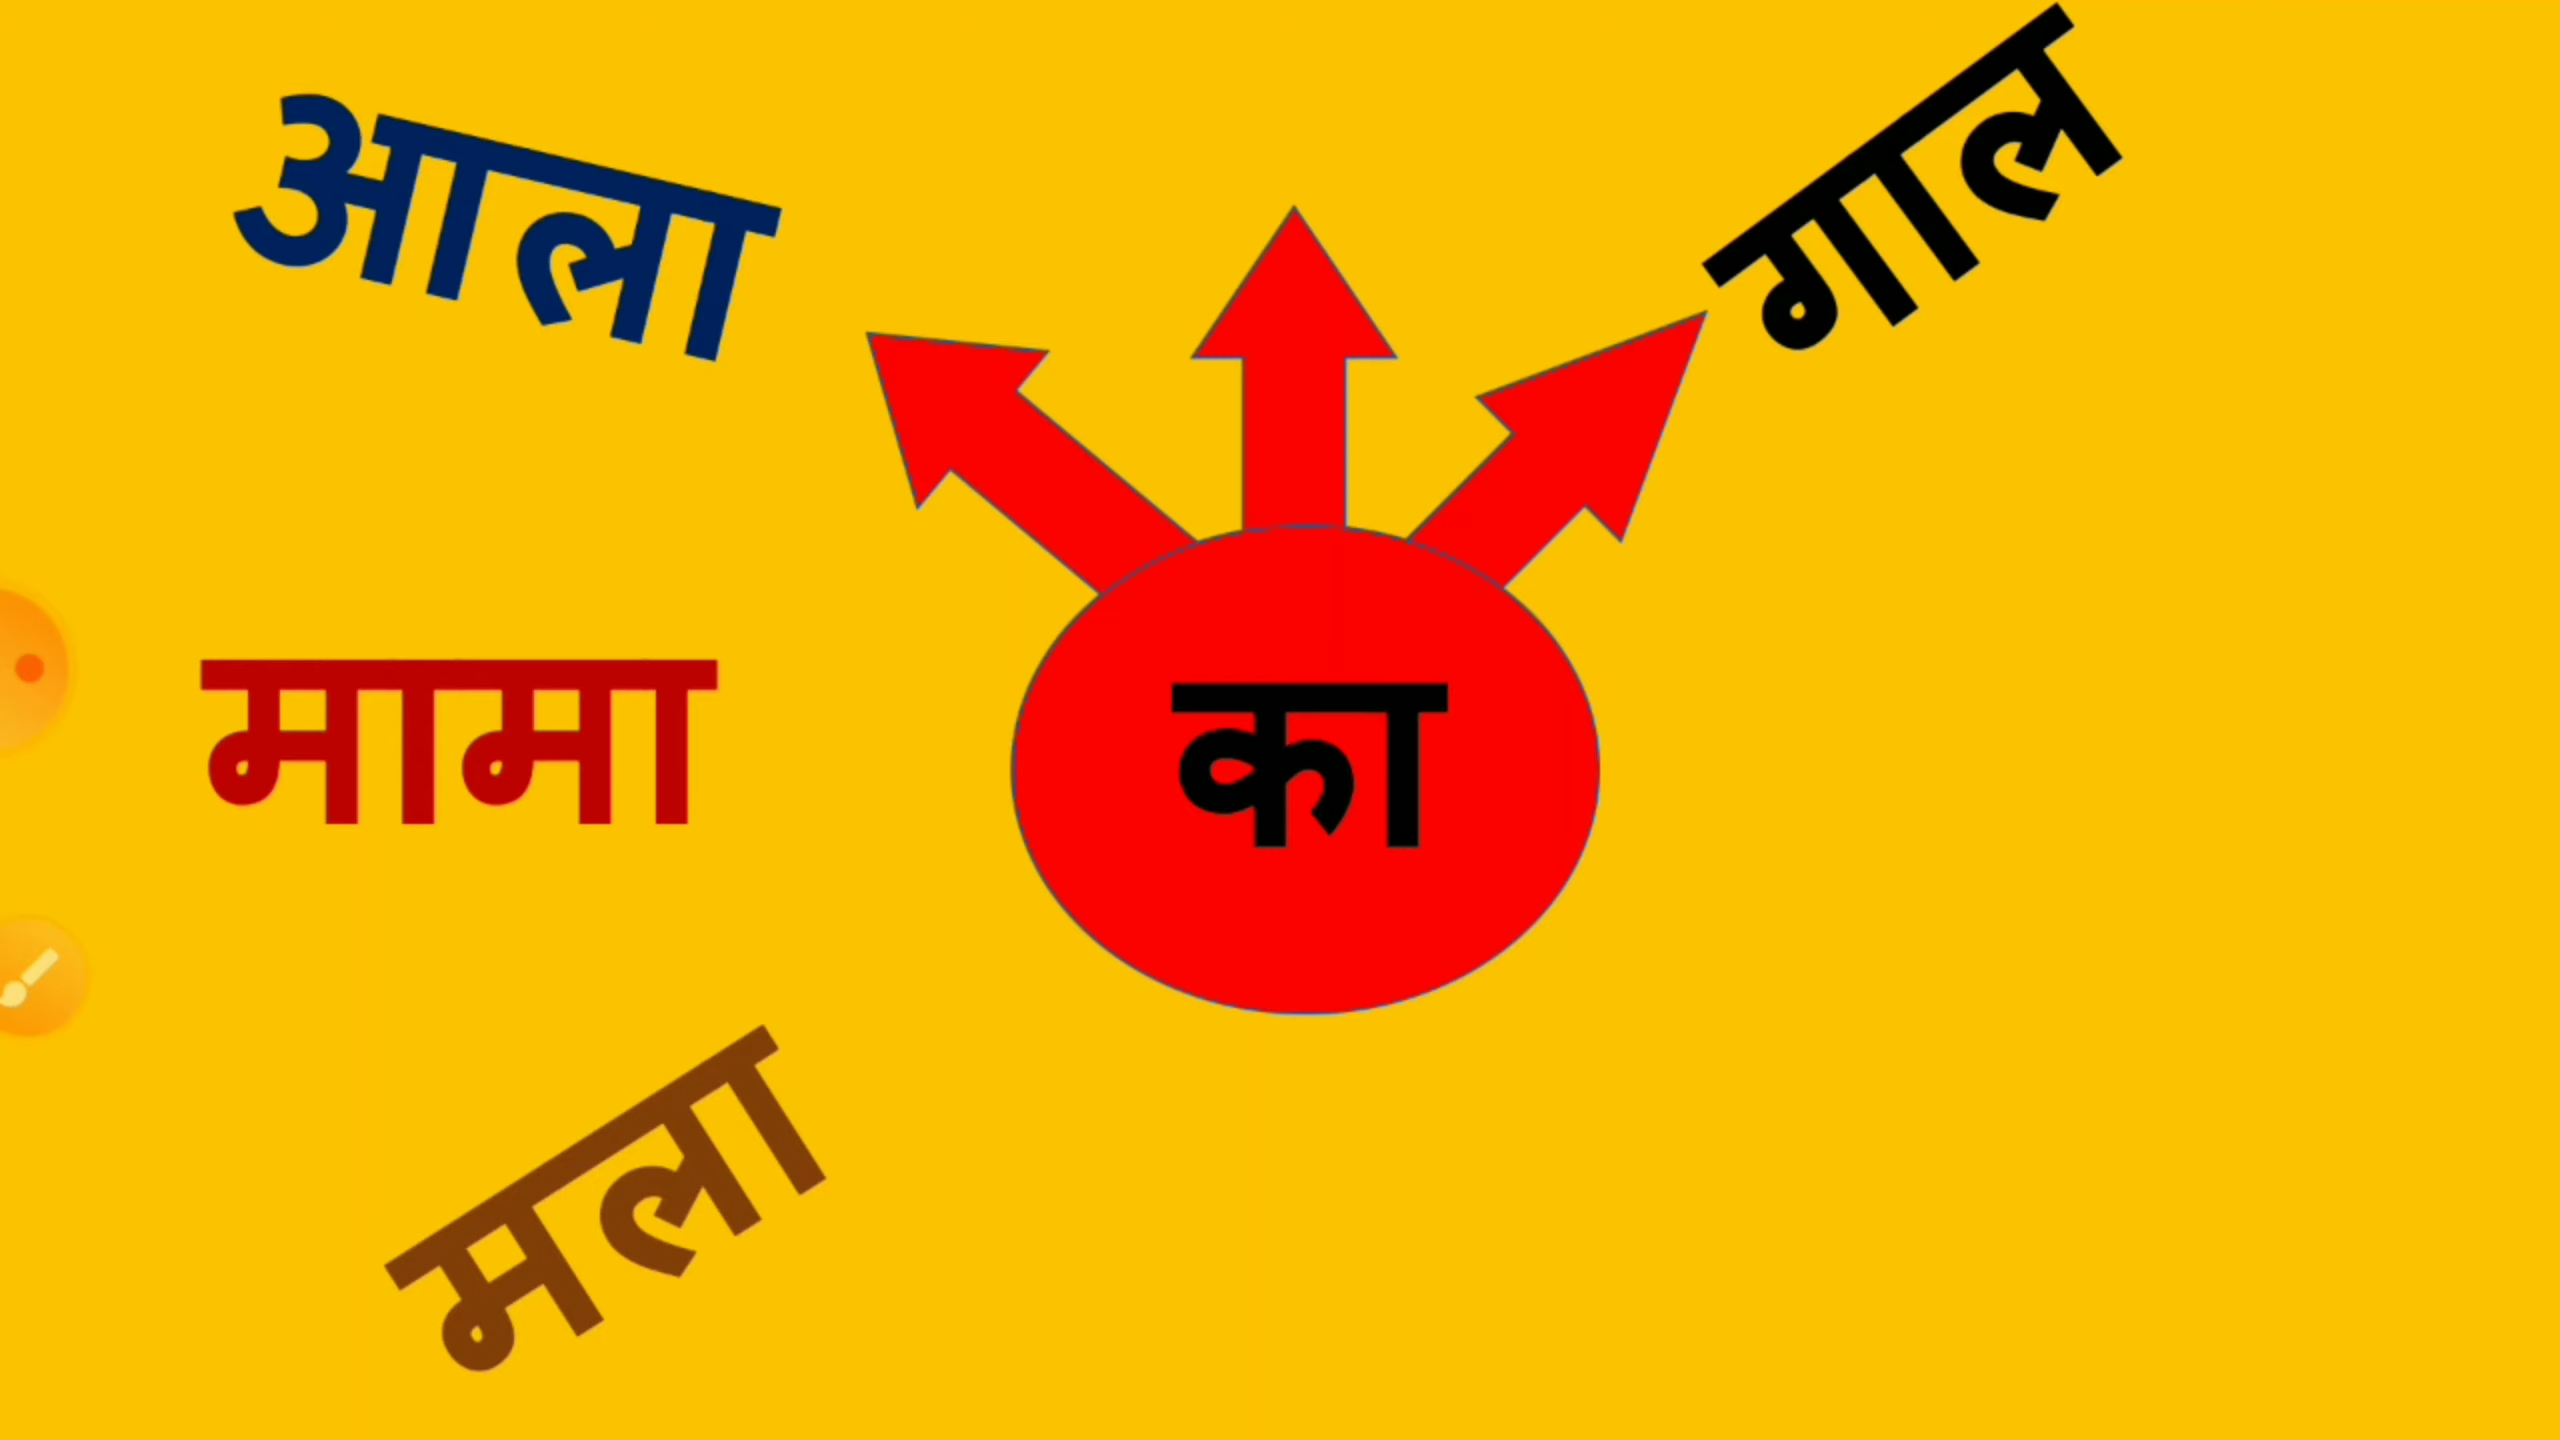 आला
गाल
मामा
का
मला